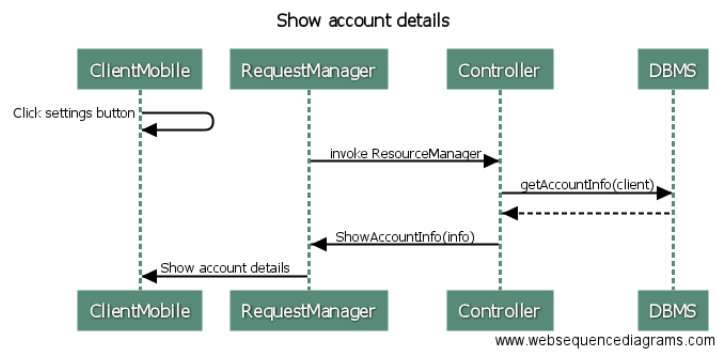 Show account details
ClientMobile RequestManager Controller DBMS
Click settings button
invoke ResourceManager
getAccountInfo(client)
ShowAccountInfo(info)
Show account details
ClientMobile RequestManager Controller DBMS
www.websequencediagrams.com